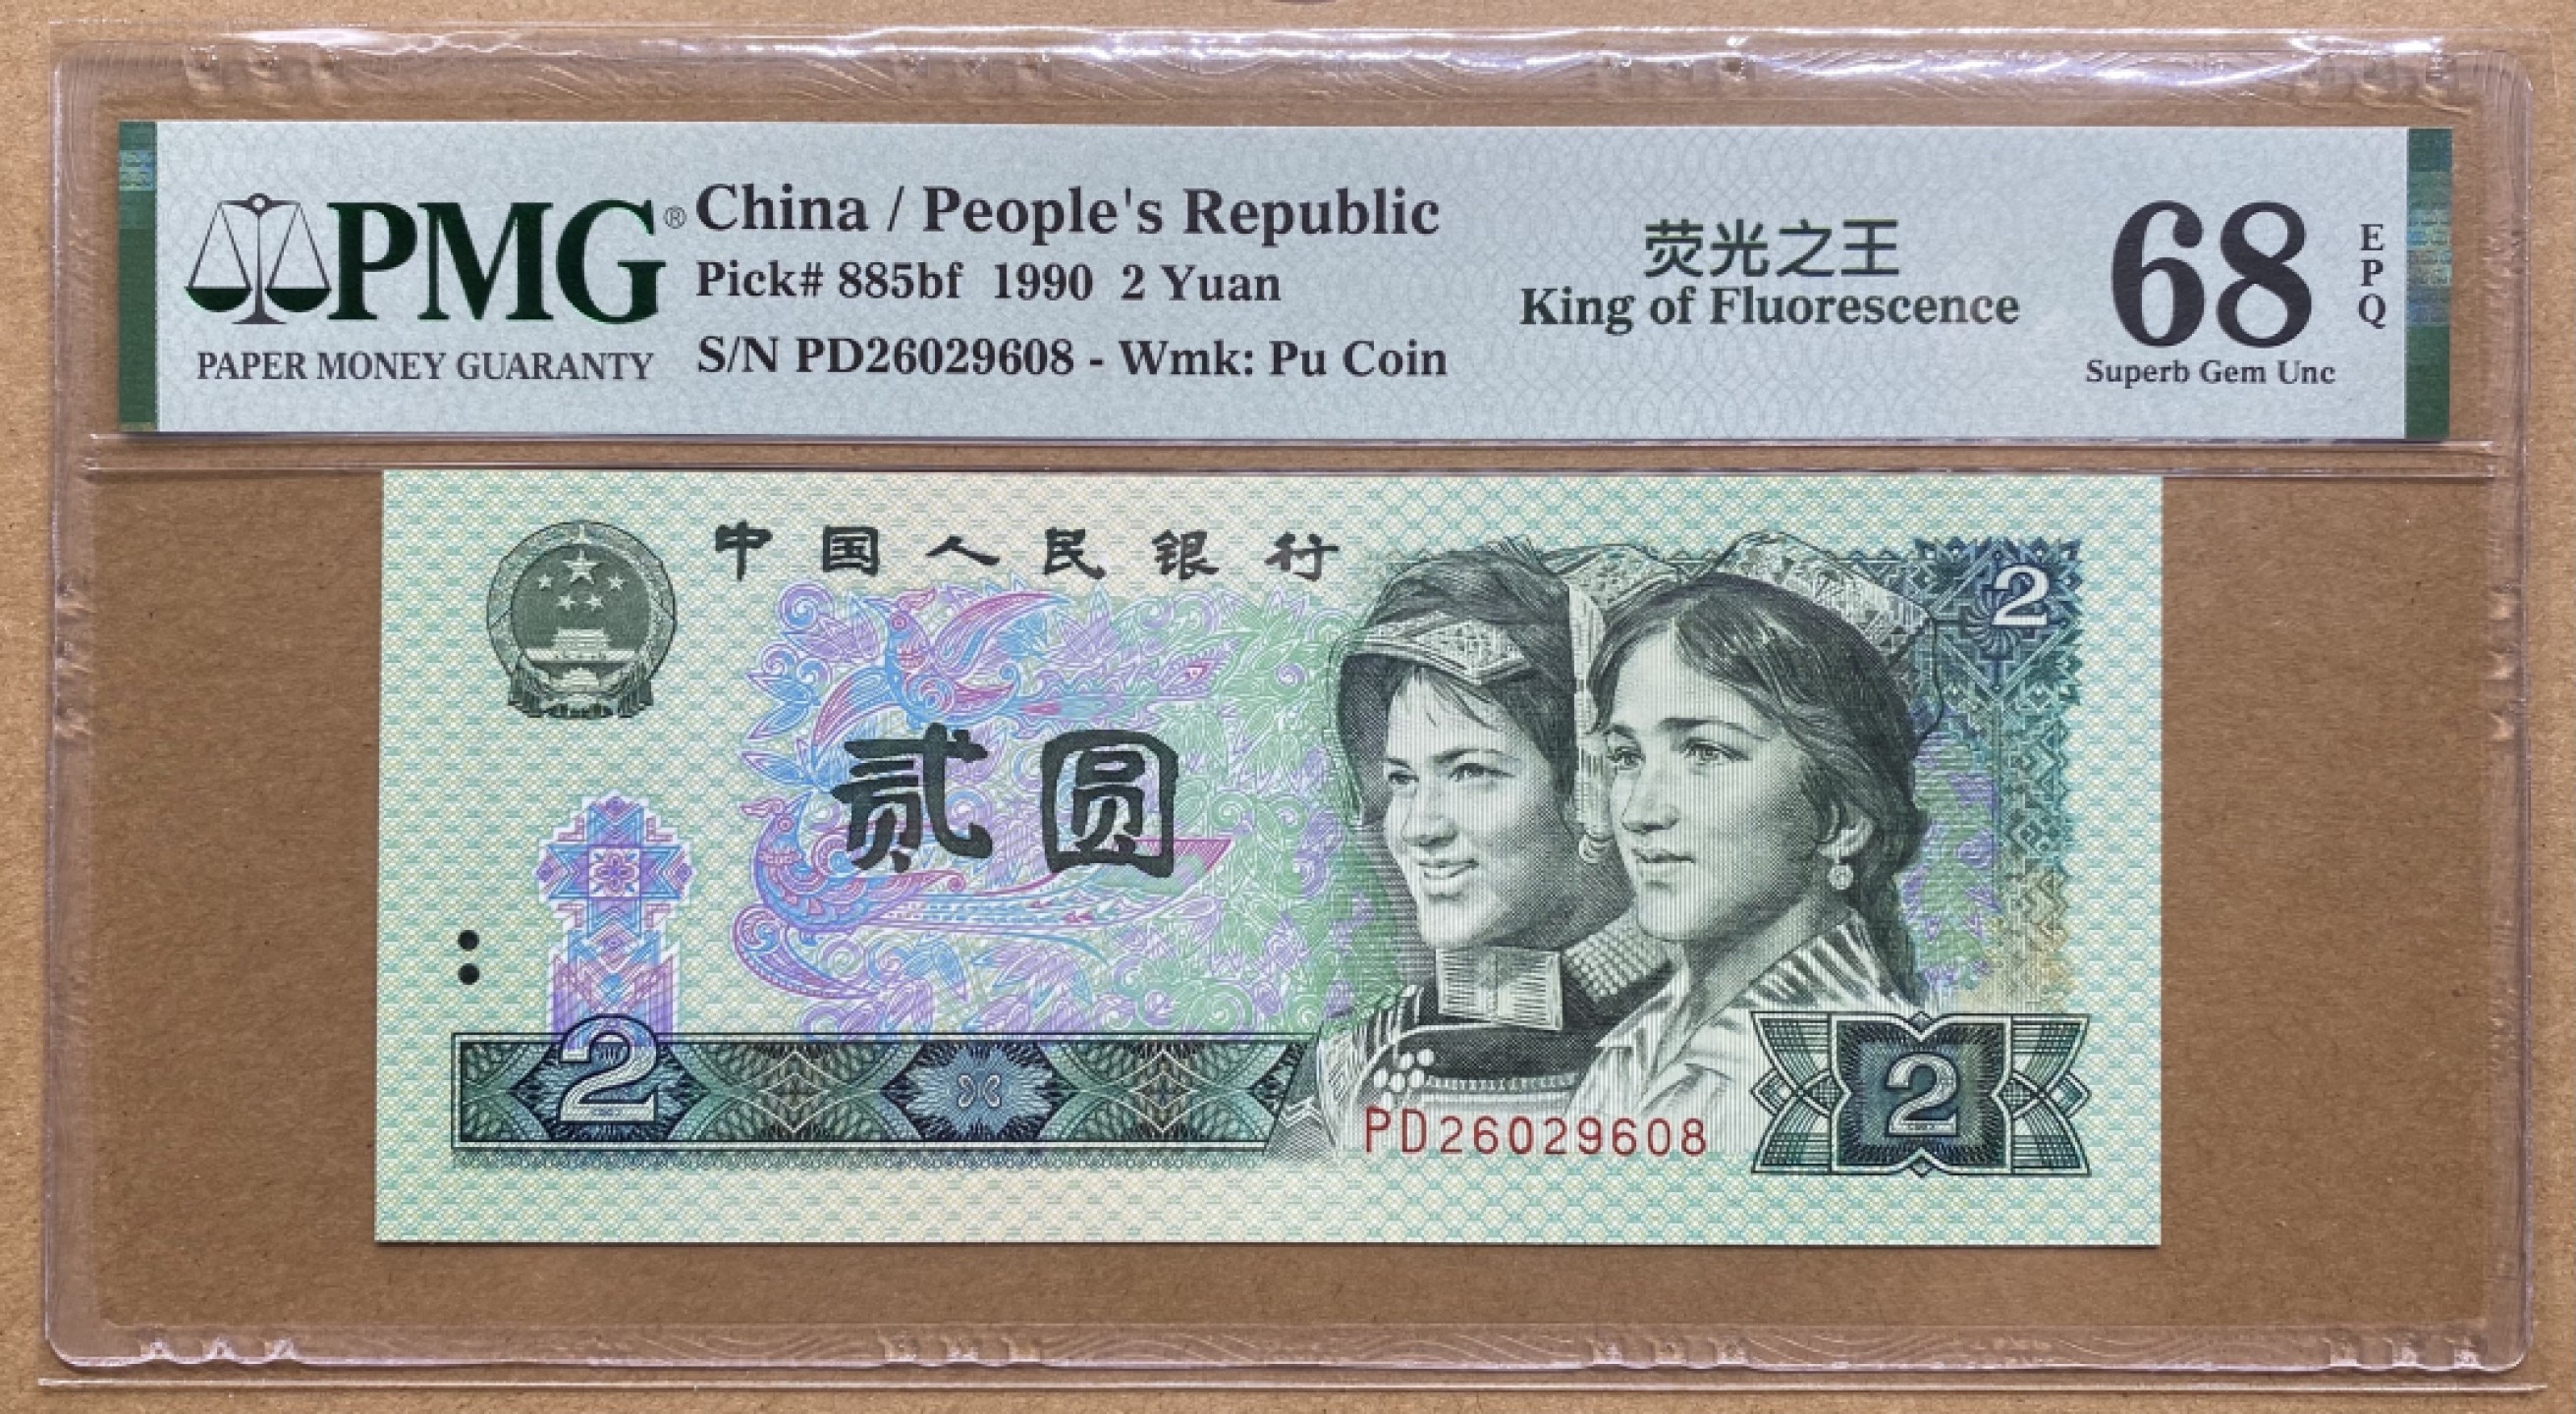 PMG®
PAPER MONEY GUARANTY
China / People's Republic
Pick# 885bf 1990 2 Yuan
S/N PD26029608 - Wmk: Pu Coin
荧光之王
King of Fluorescence
68
EPQ
Superb Gem Unc
中国人民银行
2
贰圆
2
PD26029608
2